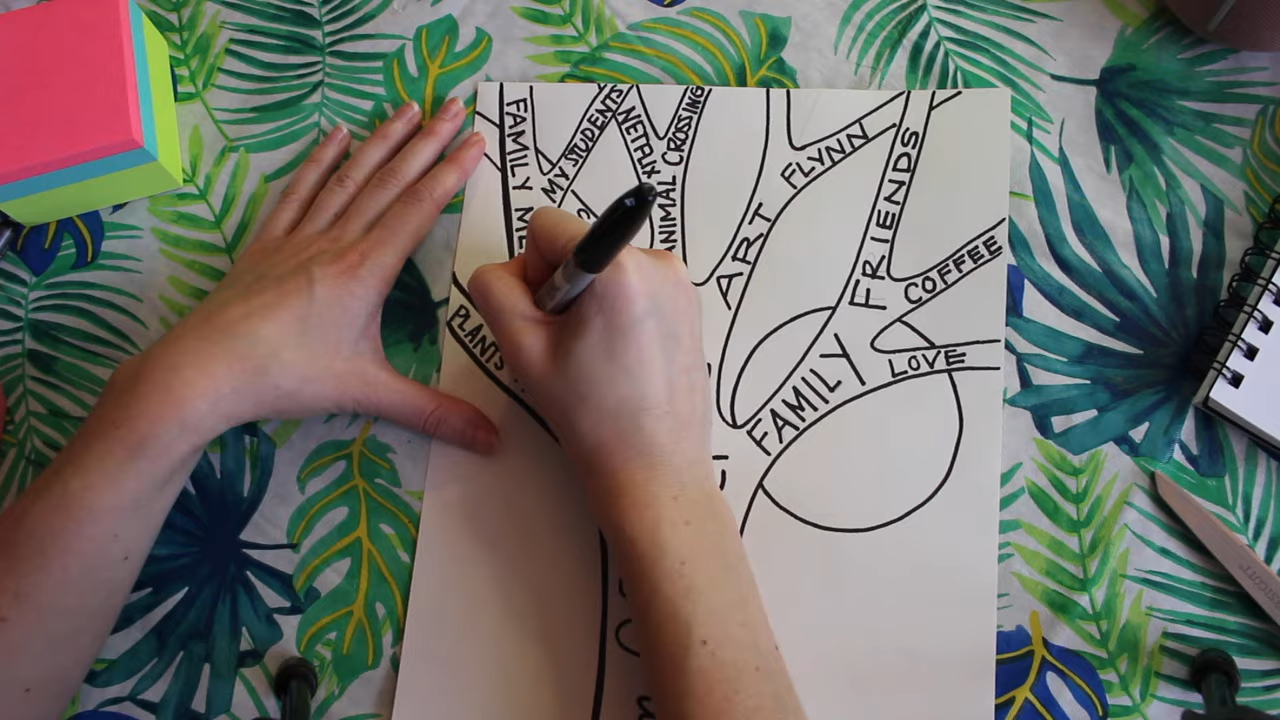 FAMILY
MY STUDENTS
NETFLIX
ANIMAL CROSSING
FLYNN
ART
FRIENDS
COFFEE
PLANTS
FAMILY
LOVE